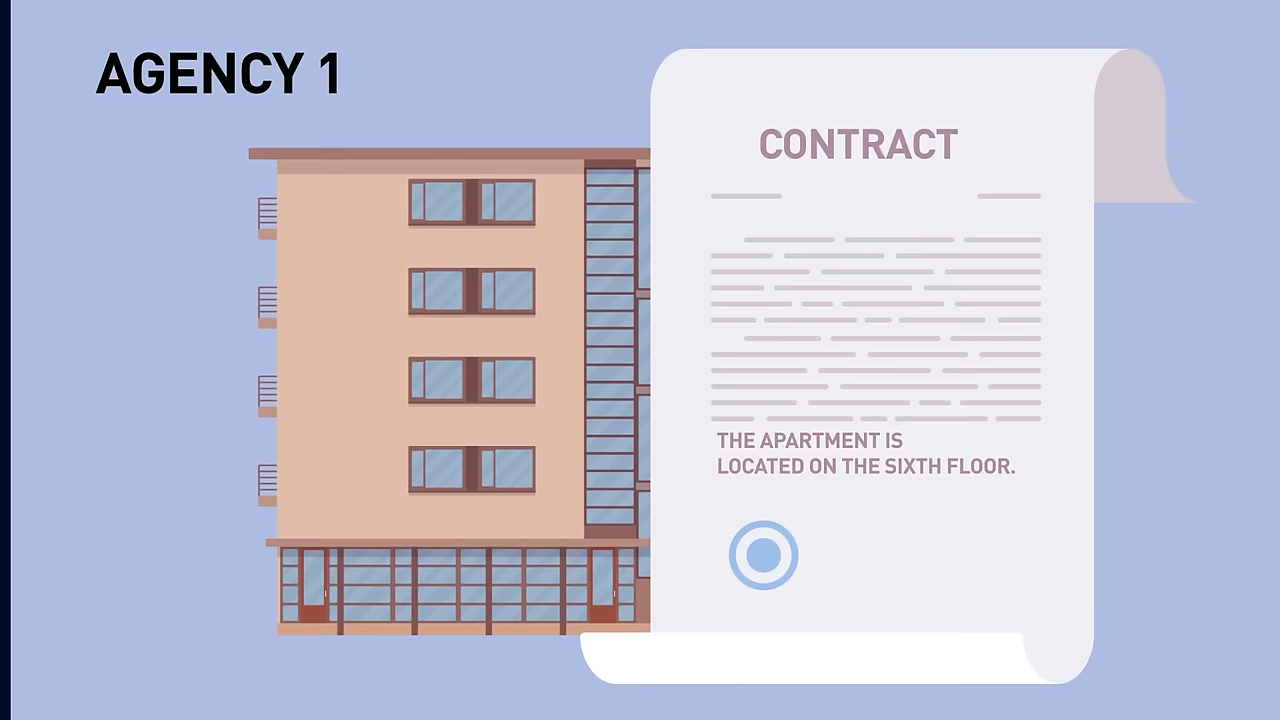 AGENCY 1
CONTRACT
THE APARTMENT IS
LOCATED ON THE SIXTH FLOOR.